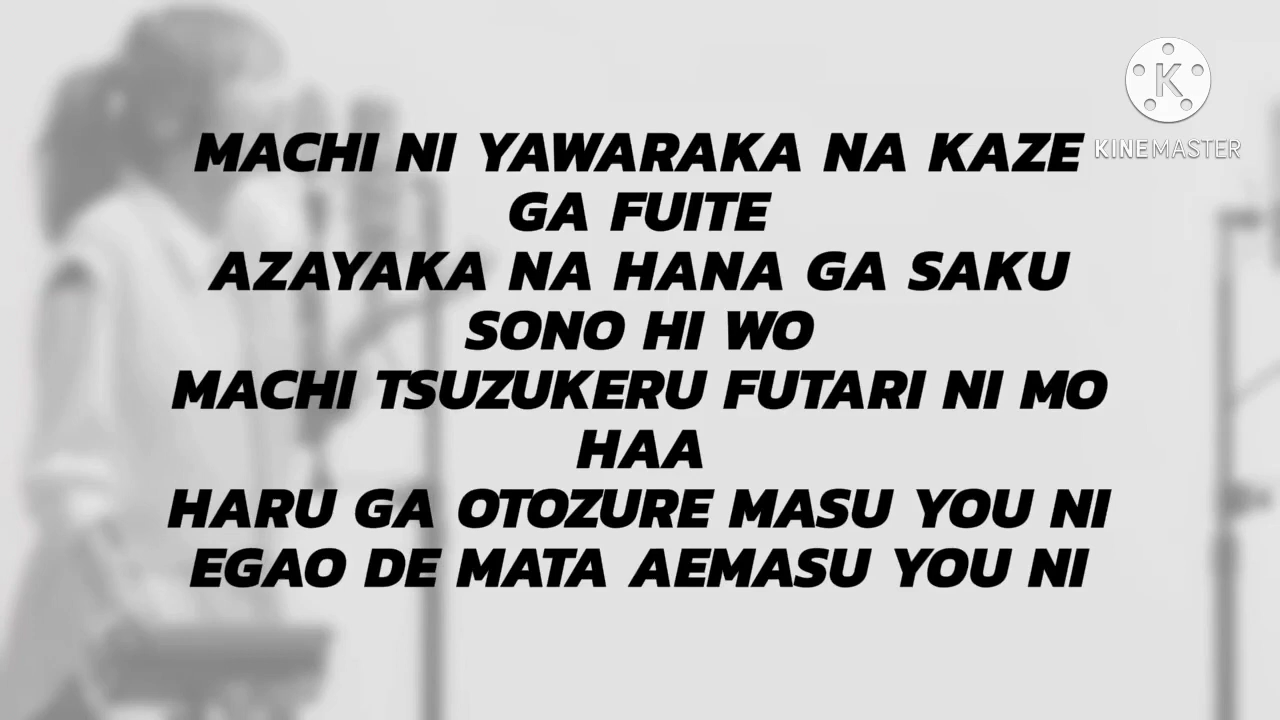 MACHI NI YAWARAKA NA KAZE
GA FUITE
AZAYAKA NA HANA GA SAKU
SONO HI WO
MACHI TSUZUKERU FUTARI NI MO
HAA
HARU GA OTOZURE MASU YOU NI
EGAO DE MATA AEMASU YOU NI
K
KINEMASTER